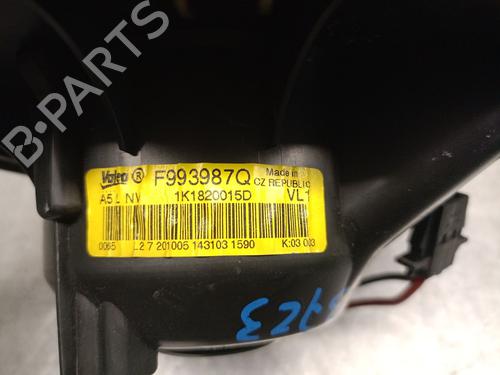 B-PARTS
Valeo ® F993987Q Made in CZ REPUBLIC
A5 L NV 1K1820015D VL1
0065 L2 7 201005 143103 1590 K:03 003